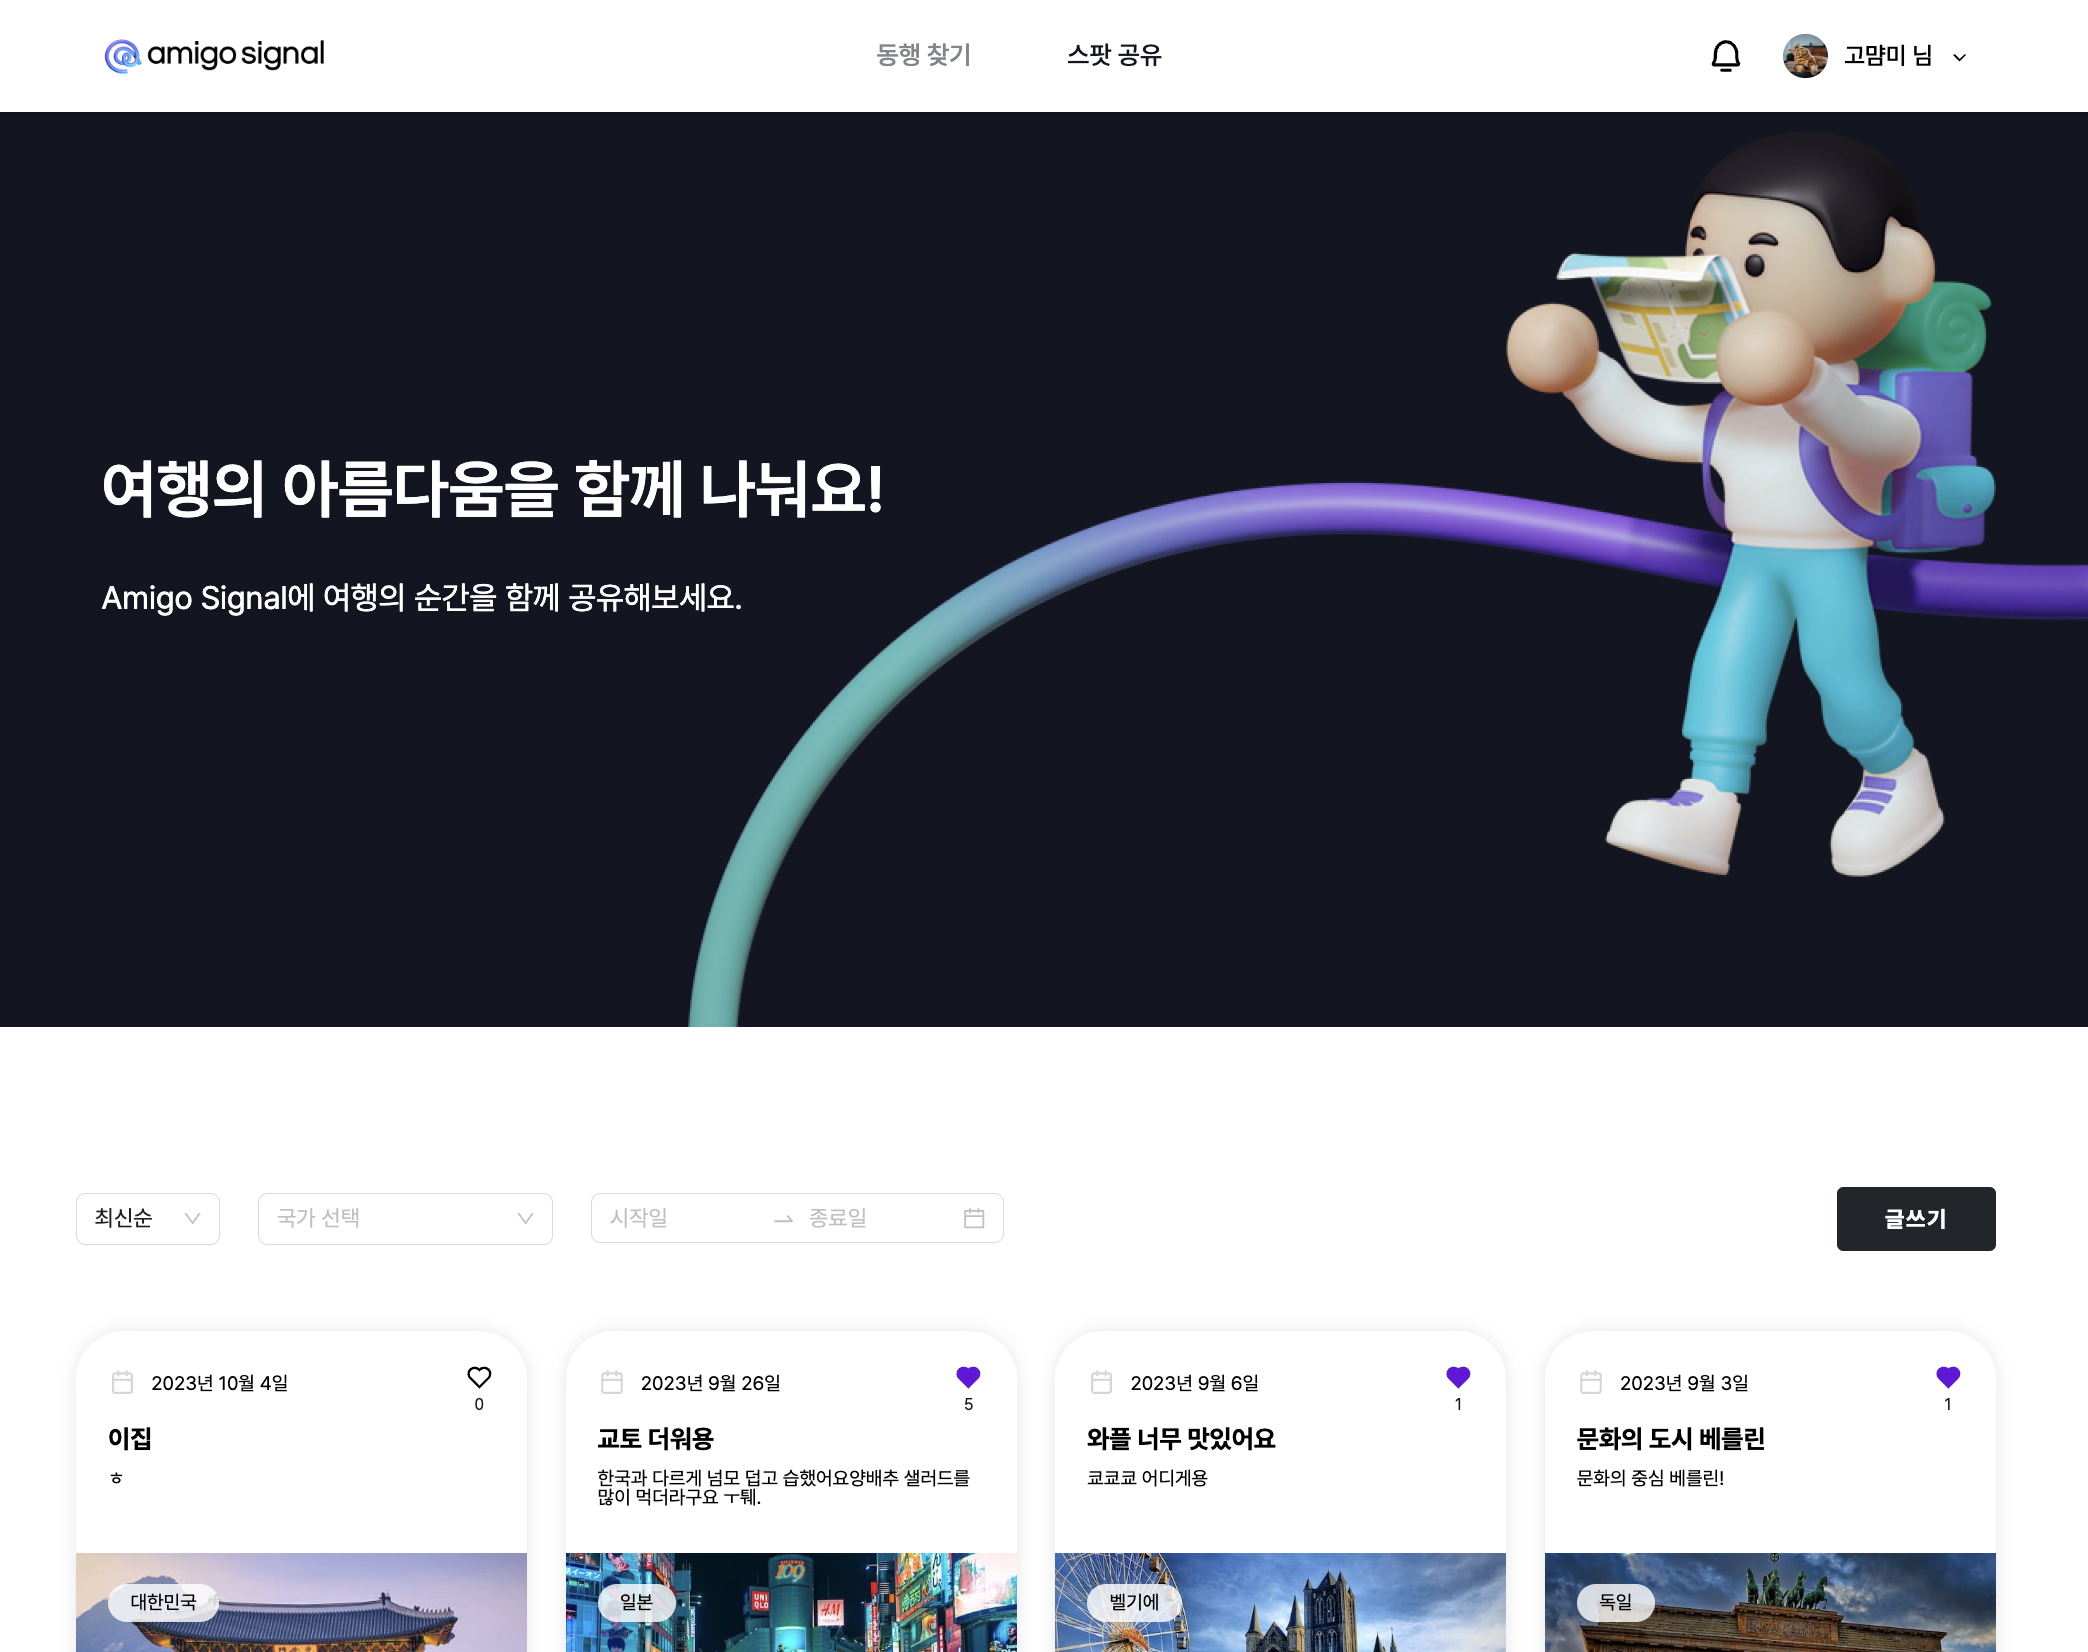 amigo signal
동행 찾기
스팟 공유
고먐미 님
여행의 아름다움을 함께 나눠요!
Amigo Signal에 여행의 순간을 함께 공유해보세요.
최신순
국가 선택
시작일 → 종료일
글쓰기
2023년 10월 4일
0
이집
ㅎ
대한민국
2023년 9월 26일
5
교토 더워용
한국과 다르게 넘모 덥고 습했어요양배추 샐러드를
많이 먹더라구요 ㅜ퉤.
일본
109
UNI
QLO
H&M
2023년 9월 6일
1
와플 너무 맛있어요
쿄쿄쿄 어디게용
벨기에
2023년 9월 3일
1
문화의 도시 베를린
문화의 중심 베를린!
독일